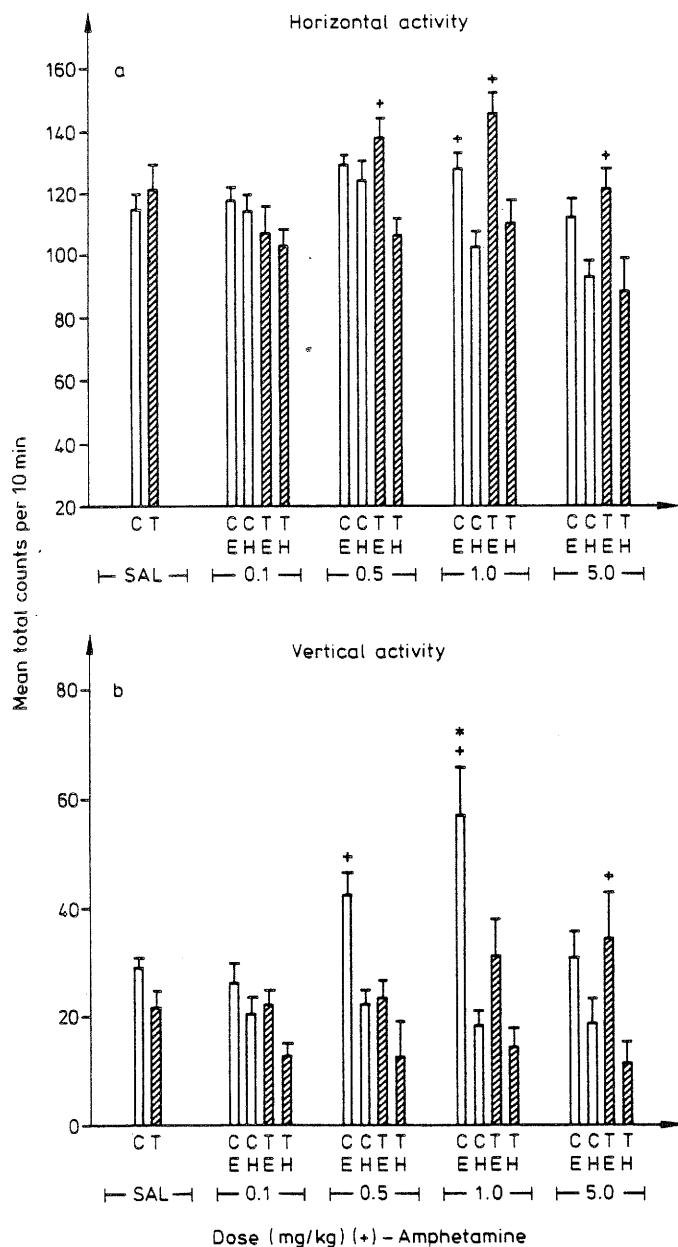 Horizontal activity
a
160
140
120
100
80
60
40
20
+ + + +
C T C C T T C C T T C C T T C C T T
E H E H E H E H E H E H E H E H
SAL 0.1 0.5 1.0 5.0
Mean total counts per 10 min
Vertical activity
b
80
60
40
20
0
*
+ + +
C T C C T T C C T T C C T T C C T T
E H E H E H E H E H E H E H E H
SAL 0.1 0.5 1.0 5.0
Dose (mg/kg) (+) – Amphetamine